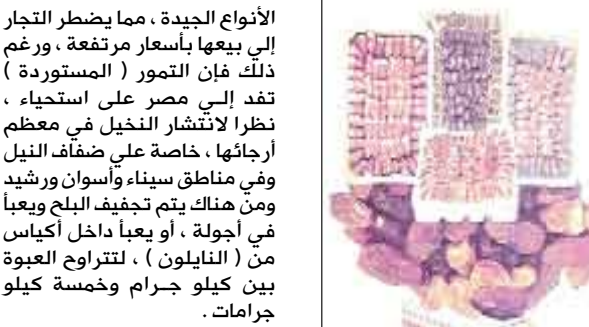 الأنواع الجيدة ، مما يضطر التجار
إلي بيعها بأسعار مرتفعة ، ورغم
ذلك فإن التمور ( المستوردة )
تفد إلـي مصر على استحياء ،
نظرا لانتشار النخيل في معظم
أرجائها ، خاصة علي ضفاف النيل
وفي مناطق سيناء وأسوان ورشيد
ومن هناك يتم تجفيف البلح ويعبأ
في أجولة ، أو يعبأ داخل أكياس
من ( النايلون ) ، لتتراوح العبوة
بين كيلو جـرام وخمسة كيلو
جرامات .